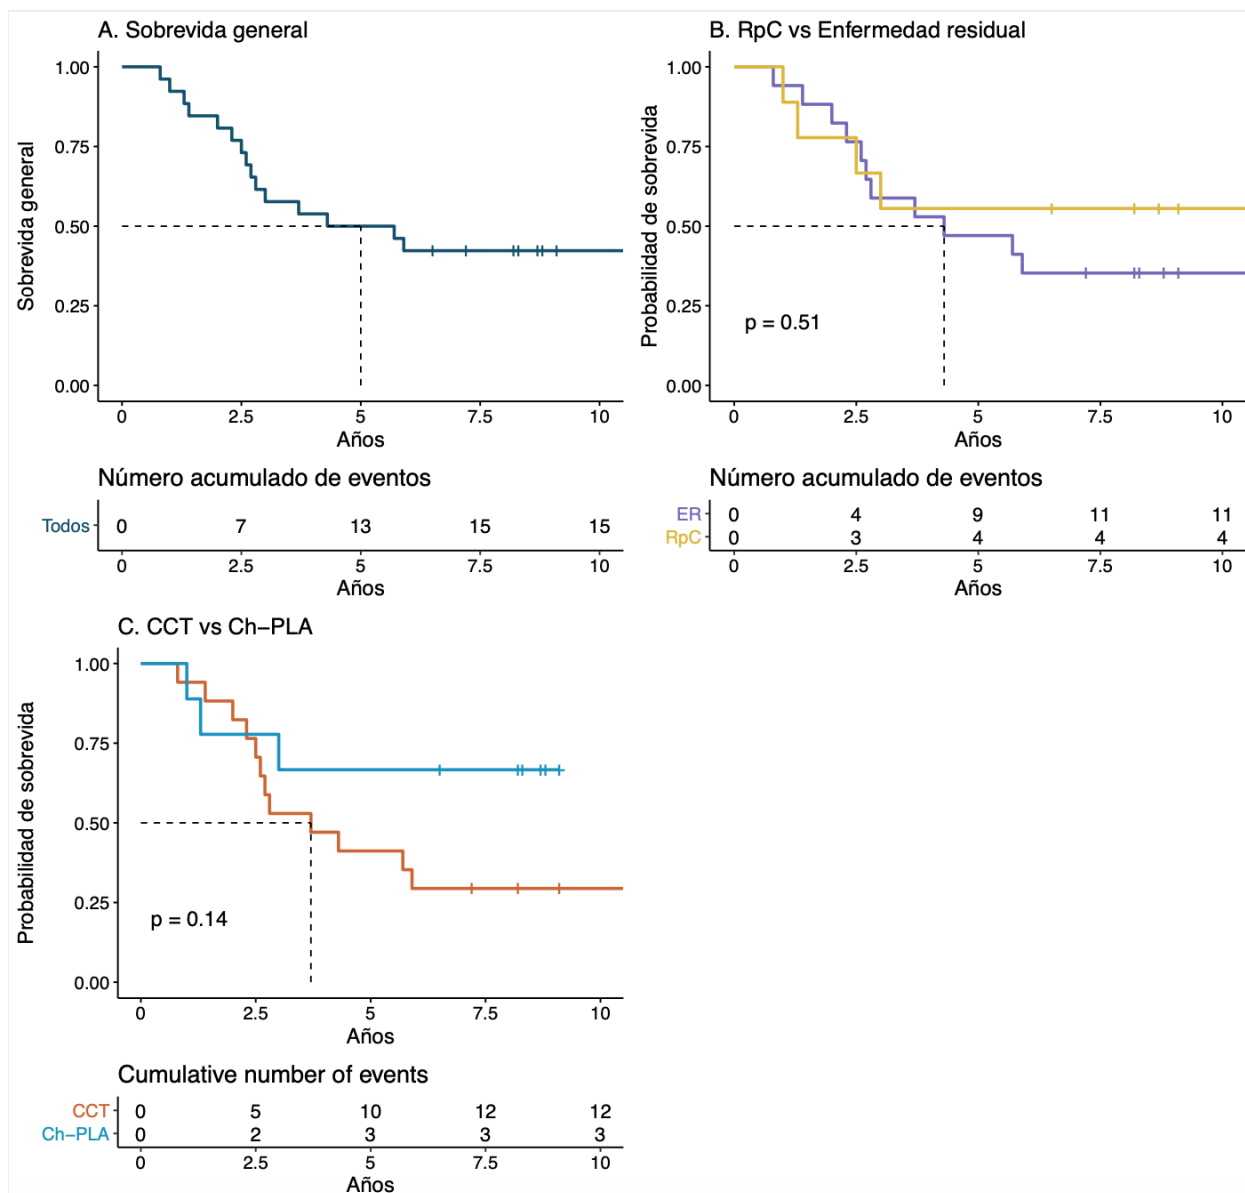 A. Sobrevida general
Sobrevida general
1.00
0.75
0.50
0.25
0.00
0 2.5 5 7.5 10
Años
Número acumulado de eventos
Todos 0 7 13 15 15
0 2.5 5 7.5 10
Años
B. RpC vs Enfermedad residual
Probabilidad de sobrevida
1.00
0.75
0.50
0.25
0.00
p = 0.51
0 2.5 5 7.5 10
Años
Número acumulado de eventos
ER 0 4 9 11 11
RpC 0 3 4 4 4
0 2.5 5 7.5 10
Años
C. CCT vs Ch−PLA
Probabilidad de sobrevida
1.00
0.75
0.50
0.25
0.00
p = 0.14
0 2.5 5 7.5 10
Años
Cumulative number of events
CCT 0 5 10 12 12
Ch−PLA 0 2 3 3 3
0 2.5 5 7.5 10
Años